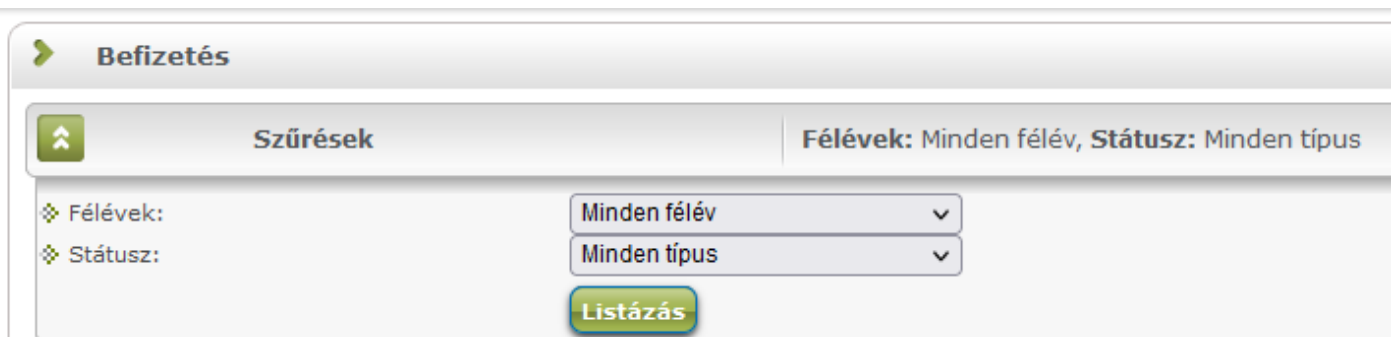 Befizetés
Szűrések Félévek: Minden félév, Státusz: Minden típus
Félévek: Minden félév
Státusz: Minden típus
Listázás